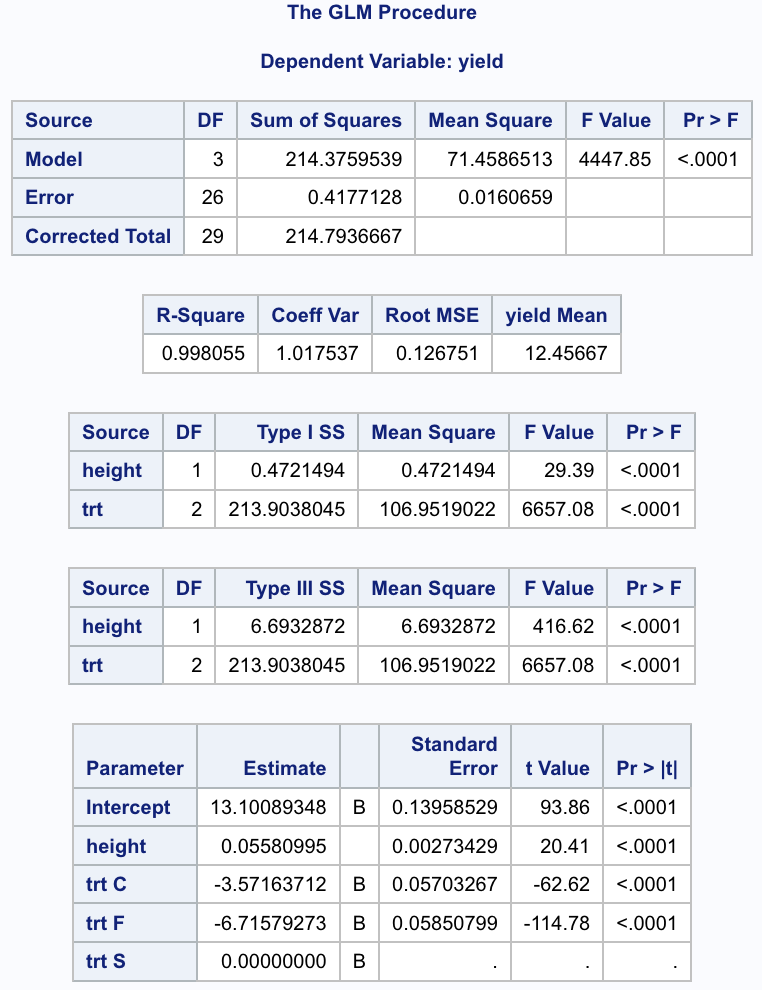 The GLM Procedure
Dependent Variable: yield
Source DF Sum of Squares Mean Square F Value Pr > F
Model 3 214.3759539 71.4586513 4447.85 <.0001
Error 26 0.4177128 0.0160659
Corrected Total 29 214.7936667
R-Square Coeff Var Root MSE yield Mean
0.998055 1.017537 0.126751 12.45667
Source DF Type I SS Mean Square F Value Pr > F
height 1 0.4721494 0.4721494 29.39 <.0001
trt 2 213.9038045 106.9519022 6657.08 <.0001
Source DF Type III SS Mean Square F Value Pr > F
height 1 6.6932872 6.6932872 416.62 <.0001
trt 2 213.9038045 106.9519022 6657.08 <.0001
Parameter Estimate Standard Error t Value Pr > |t|
Intercept 13.10089348 B 0.13958529 93.86 <.0001
height 0.05580995 0.00273429 20.41 <.0001
trt C -3.57163712 B 0.05703267 -62.62 <.0001
trt F -6.71579273 B 0.05850799 -114.78 <.0001
trt S 0.00000000 B . . .